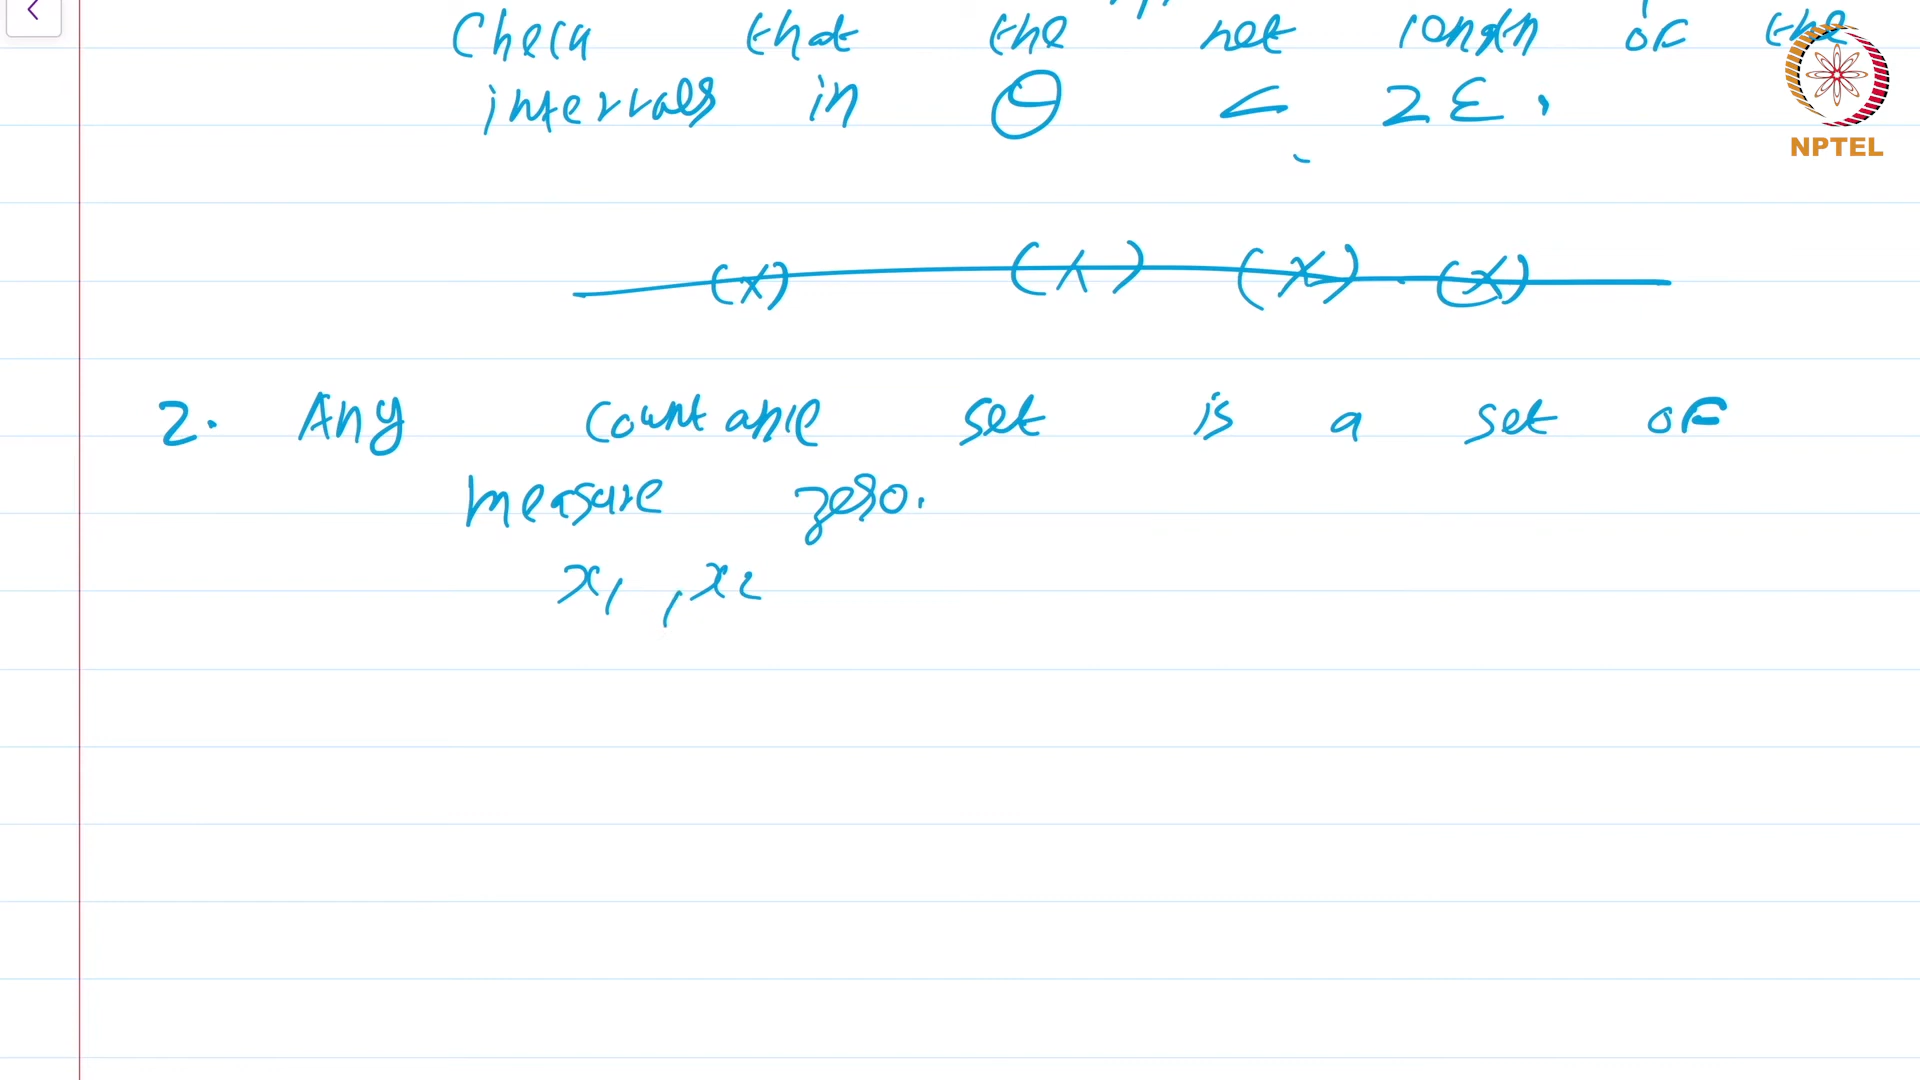 Check that the net length of the
intervals in Θ < 2ε.
NPTEL
(x) (x) (x) (x)
2. Any countable set is a set of
measure zero.
x₁, x₂